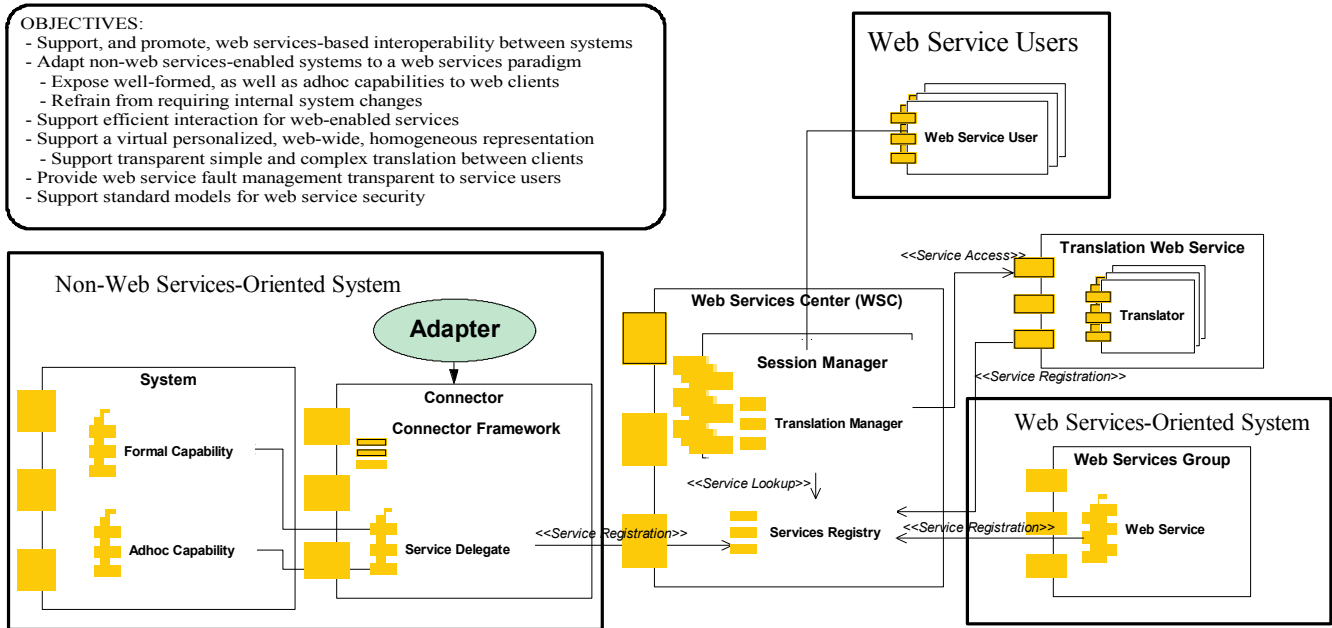 OBJECTIVES:
- Support, and promote, web services-based interoperability between systems
- Adapt non-web services-enabled systems to a web services paradigm
- Expose well-formed, as well as adhoc capabilities to web clients
- Refrain from requiring internal system changes
- Support efficient interaction for web-enabled services
- Support a virtual personalized, web-wide, homogeneous representation
- Support transparent simple and complex translation between clients
- Provide web service fault management transparent to service users
- Support standard models for web service security
Web Service Users
Web Service User
Non-Web Services-Oriented System
Adapter
System
Formal Capability
Adhoc Capability
Connector
Connector Framework
Service Delegate
<<Service Registration>>
Web Services Center (WSC)
Session Manager
Translation Manager
<<Service Lookup>>
Services Registry
<<Service Access>>
Translation Web Service
Translator
<<Service Registration>>
Web Services-Oriented System
Web Services Group
<<Service Registration>>
Web Service